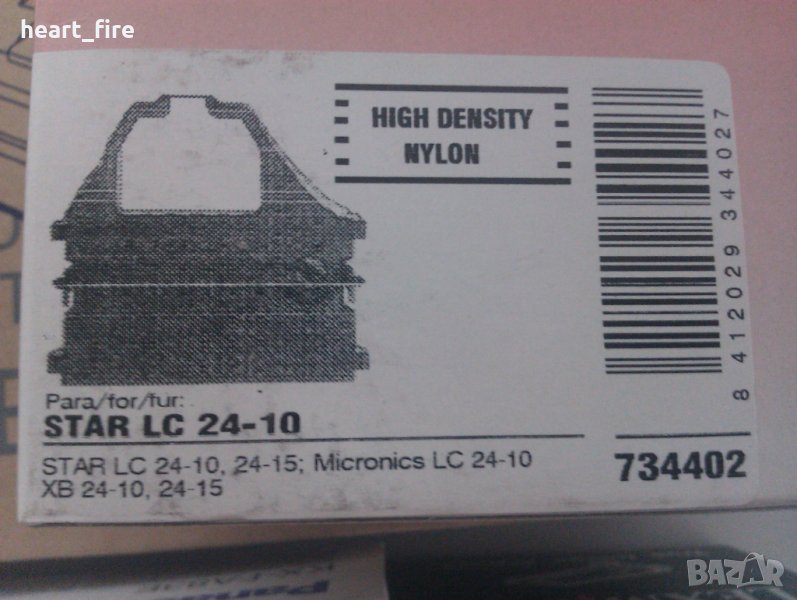 heart_fire
HIGH DENSITY
NYLON
8 412029 344027
Para/for/fur:
STAR LC 24-10
STAR LC 24-10, 24-15; Micronics LC 24-10
XB 24-10, 24-15
734402
BAZAR